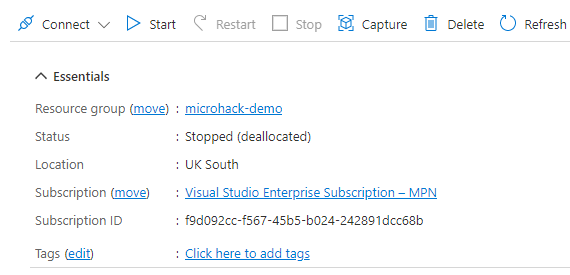 Connect Start Restart Stop Capture Delete Refresh
Essentials
Resource group (move) : microhack-demo
Status : Stopped (deallocated)
Location : UK South
Subscription (move) : Visual Studio Enterprise Subscription – MPN
Subscription ID : f9d092cc-f567-45b5-b024-242891dcc68b
Tags (edit) : Click here to add tags